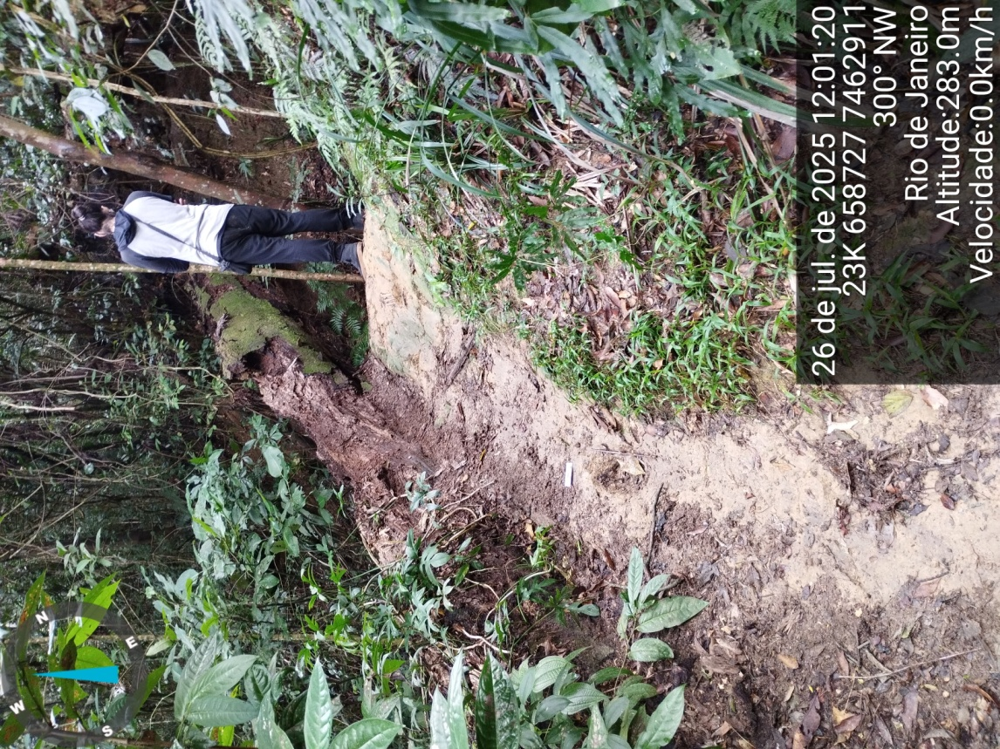 26 de jul. de 2025 12:01:20
23K 658727 7462911
300° NW
Rio de Janeiro
Altitude:283.0m
Velocidade:0.0km/h
N
E
S
W